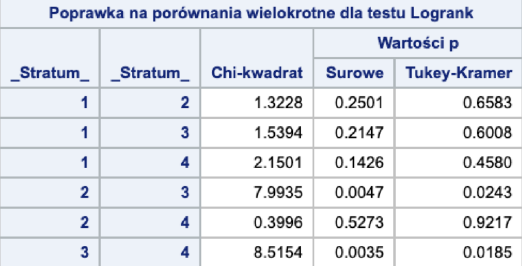 Poprawka na porównania wielokrotne dla testu Logrank
Wartości p
_Stratum_ _Stratum_ Chi-kwadrat Surowe Tukey-Kramer
1 2 1.3228 0.2501 0.6583
1 3 1.5394 0.2147 0.6008
1 4 2.1501 0.1426 0.4580
2 3 7.9935 0.0047 0.0243
2 4 0.3996 0.5273 0.9217
3 4 8.5154 0.0035 0.0185